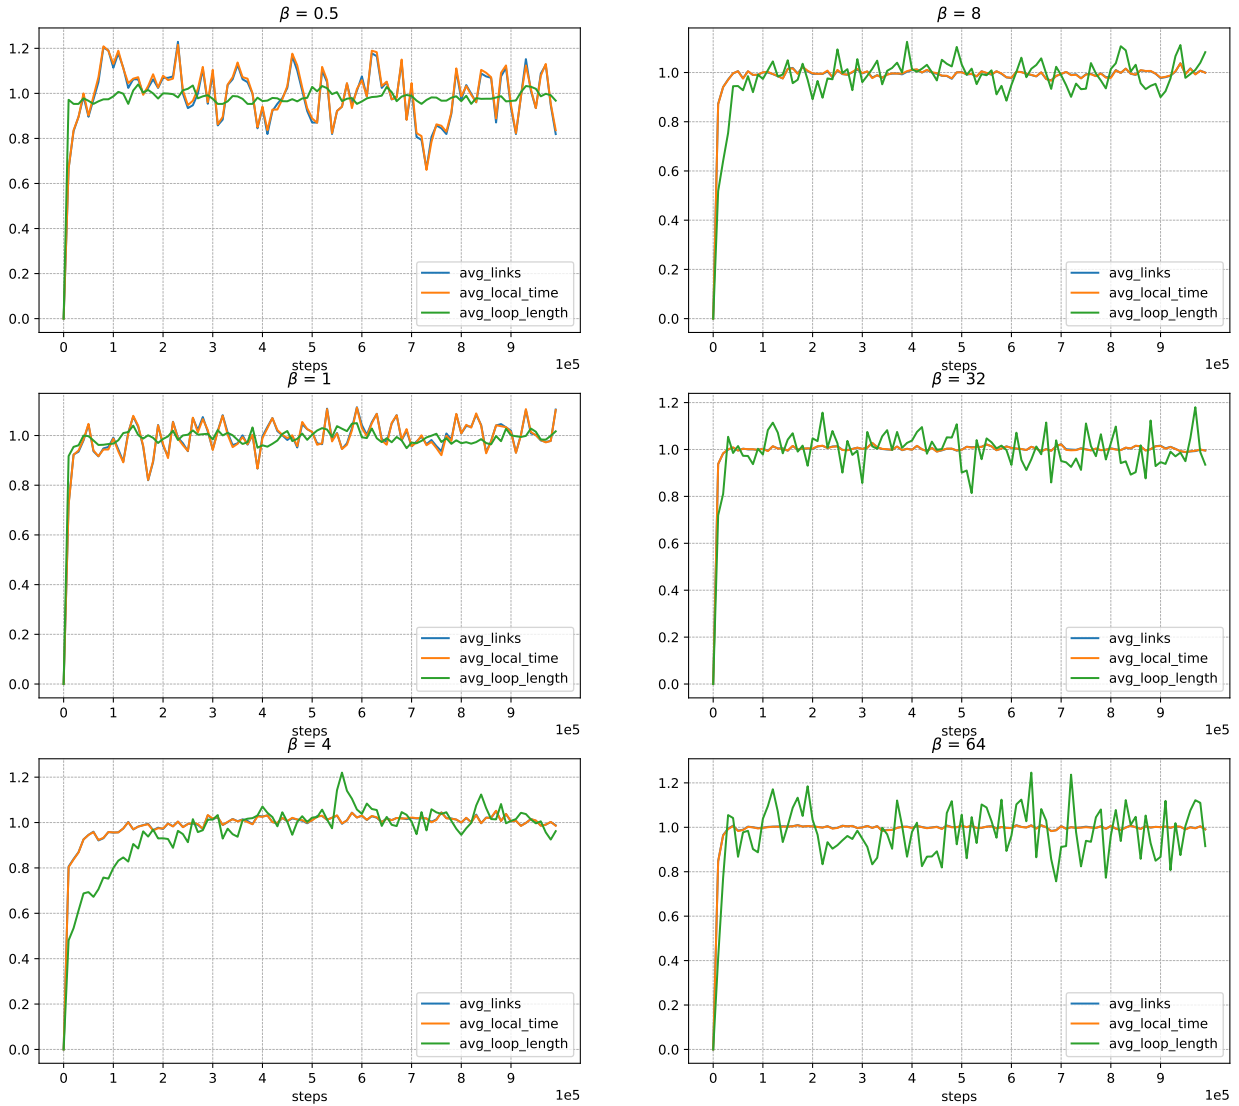 β = 0.5
1.2
1.0
0.8
0.6
0.4
0.2
0.0
avg_links
avg_local_time
avg_loop_length
0 1 2 3 4 5 6 7 8 9
steps
1e5
β = 8
1.0
0.8
0.6
0.4
0.2
0.0
avg_links
avg_local_time
avg_loop_length
0 1 2 3 4 5 6 7 8 9
steps
1e5
β = 1
1.0
0.8
0.6
0.4
0.2
0.0
avg_links
avg_local_time
avg_loop_length
0 1 2 3 4 5 6 7 8 9
steps
1e5
β = 32
1.2
1.0
0.8
0.6
0.4
0.2
0.0
avg_links
avg_local_time
avg_loop_length
0 1 2 3 4 5 6 7 8 9
steps
1e5
β = 4
1.2
1.0
0.8
0.6
0.4
0.2
0.0
avg_links
avg_local_time
avg_loop_length
0 1 2 3 4 5 6 7 8 9
steps
1e5
β = 64
1.2
1.0
0.8
0.6
0.4
0.2
0.0
avg_links
avg_local_time
avg_loop_length
0 1 2 3 4 5 6 7 8 9
steps
1e5